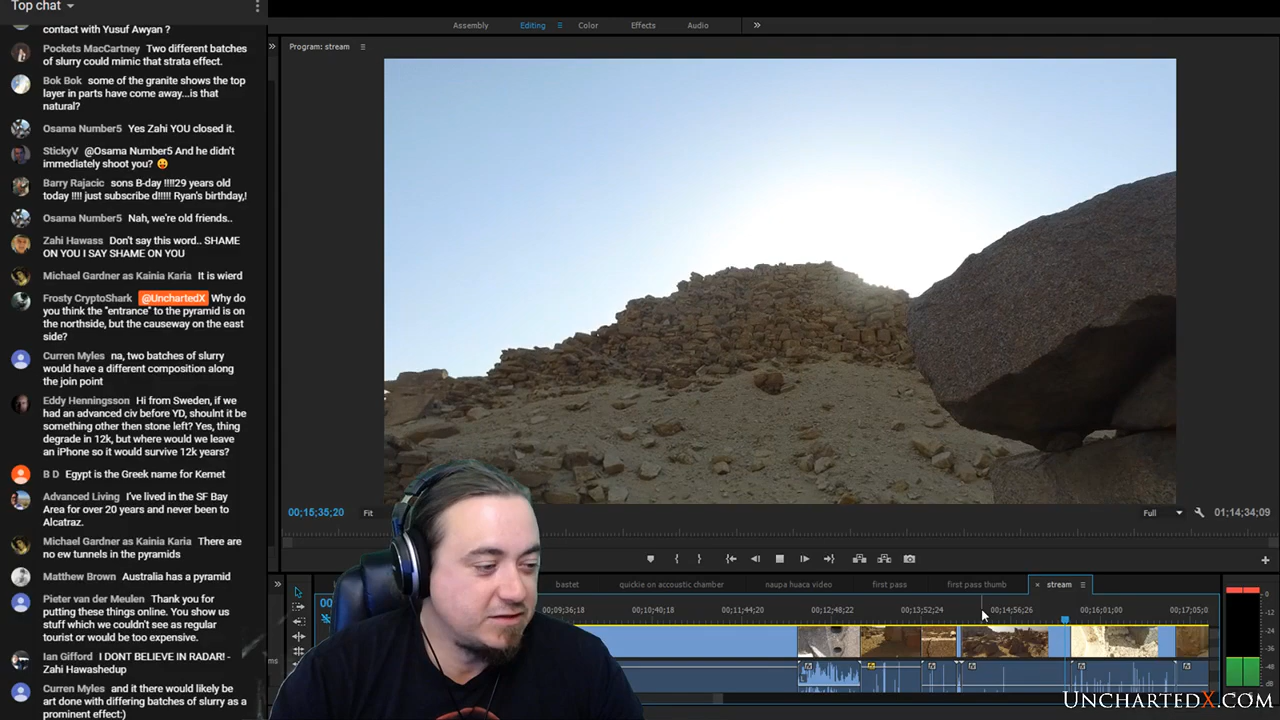 Top chat
contact with Yusuf Awyan ?
Pockets MacCartney Two different batches
of slurry could mimic that strata effect.
Bok Bok some of the granite shows the top
layer in parts have come away...is that
natural?
Osama Number5 Yes Zahi YOU closed it.
StickyV @Osama Number5 And he didn't
immediately shoot you? 😛
Barry Rajacic sons B-day !!!!29 years old
today !!!! just subscribe d!!!!! Ryan's birthday,!
Osama Number5 Nah, we're old friends..
Zahi Hawass Don't say this word.. SHAME
ON YOU I SAY SHAME ON YOU
Michael Gardner as Kainia Karia It is wierd
Frosty CryptoShark @UnchartedX Why do
you think the "entrance" to the pyramid is on
the northside, but the causeway on the east
side?
Curren Myles na, two batches of slurry
would have a different composition along
the join point
Eddy Henningsson Hi from Sweden, if we
had an advanced civ before YD, shoulnt it be
something other then stone left? Yes, thing
degrade in 12k, but where would we leave
an iPhone so it would survive 12k years?
B D Egypt is the Greek name for Kemet
Advanced Living I've lived in the SF Bay
Area for over 20 years and never been to
Alcatraz.
Michael Gardner as Kainia Karia There are
no ew tunnels in the pyramids
Matthew Brown Australia has a pyramid
Pieter van der Meulen Thank you for
putting these things online. You show us
stuff which we couldn't see as regular
tourist or would be too expensive.
Ian Gifford I DONT BELIEVE IN RADAR! -
Zahi Hawashedup
Curren Myles and it there would likely be
art done with differing batches of slurry as a
prominent effect:)
Assembly Editing Color Effects Audio
Program: stream
00;15;35;20 Fit Full 01;14;34;09
bastet quickie on accoustic chamber naupa huaca video first pass first pass thumb × stream
00; 00;09;36;18 00;10;40;18 00;11;44;20 00;12;48;22 00;13;52;24 00;14;56;26 00;16;01;00 00;17;05;0
fx fx fx fx fx fx
0
-12
-24
-36
-48
dB
ms
UnchartedX.com